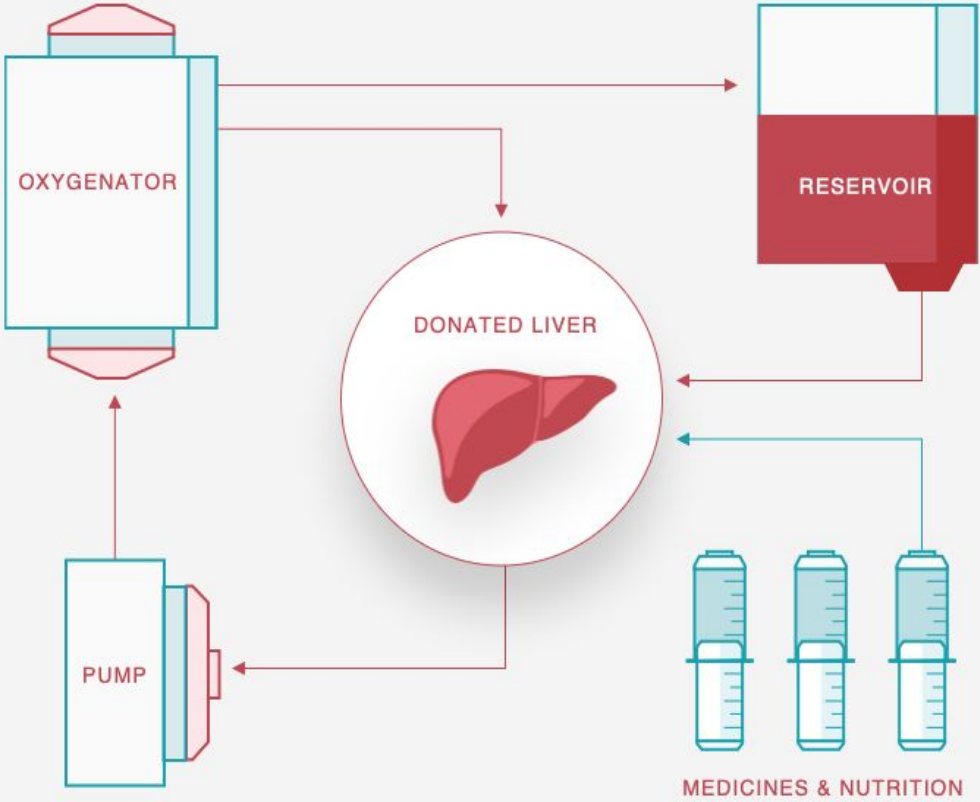 OXYGENATOR
RESERVOIR
DONATED LIVER
PUMP
MEDICINES & NUTRITION